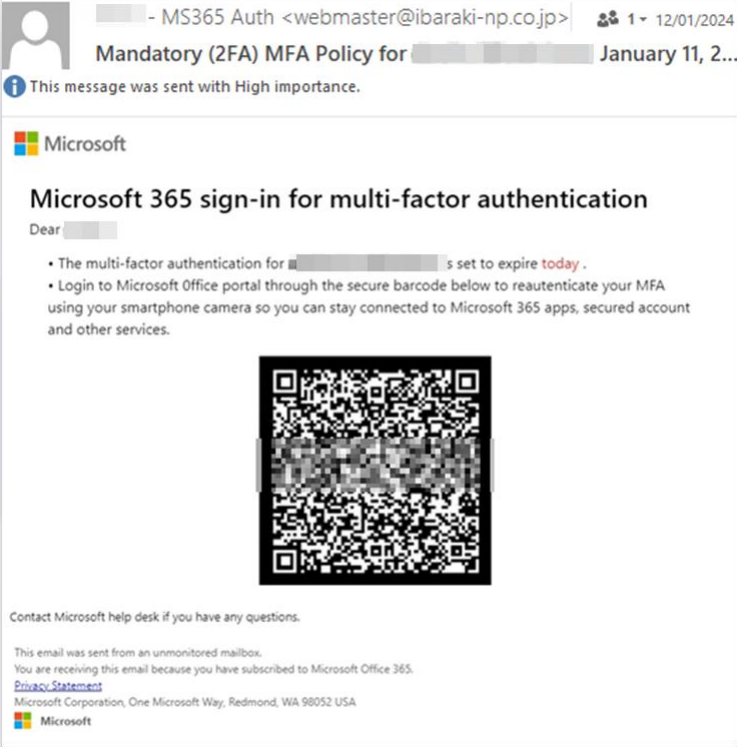 - MS365 Auth <webmaster@ibaraki-np.co.jp> 1 12/01/2024
Mandatory (2FA) MFA Policy for January 11, 2...
This message was sent with High importance.
Microsoft
Microsoft 365 sign-in for multi-factor authentication
Dear
• The multi-factor authentication for s set to expire today .
• Login to Microsoft 0ffice portal through the secure barcode below to reautenticate your MFA
using your smartphone camera so you can stay connected to Microsoft 365 apps, secured account
and other services.
Contact Microsoft help desk if you have any questions.
This email was sent from an unmonitored mailbox.
You are receiving this email because you have subscribed to Microsoft Office 365.
Privacy Statement
Microsoft Corporation, One Microsoft Way, Redmond, WA 98052 USA
Microsoft